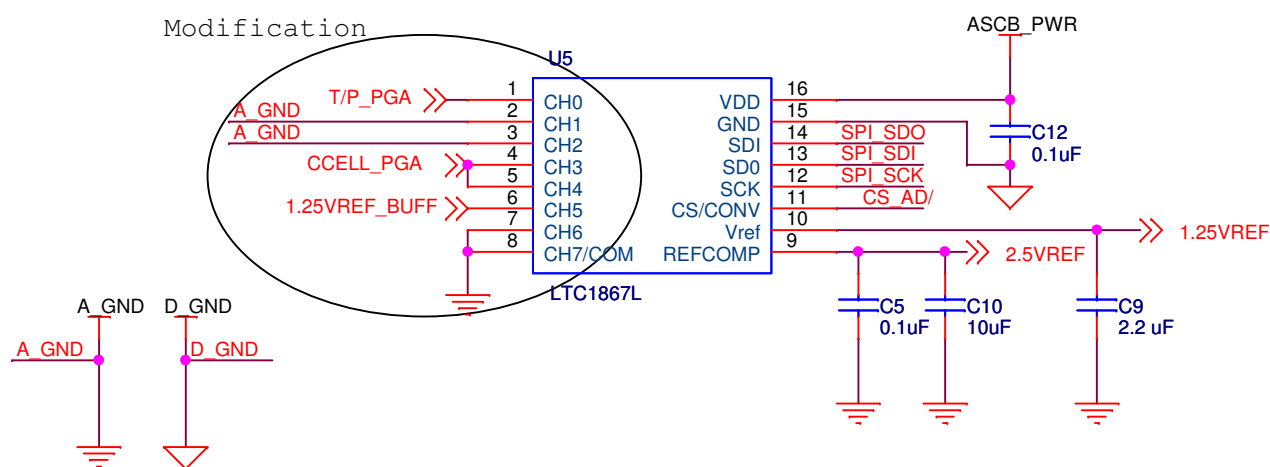 Modification
ASCB_PWR
U5
T/P_PGA
1
CH0
VDD
16
A_GND
2
CH1
GND
15
A_GND
3
CH2
SDI
14
SPI_SDO
C12
0.1uF
CCELL_PGA
4
CH3
SD0
13
SPI_SDI
5
CH4
SCK
12
SPI_SCK
1.25VREF_BUFF
6
CH5
CS/CONV
11
CS_AD/
7
CH6
Vref
10
1.25VREF
8
CH7/COM
REFCOMP
9
2.5VREF
LTC1867L
A_GND
D_GND
C5
0.1uF
C10
10uF
C9
2.2 uF
A_GND
D_GND